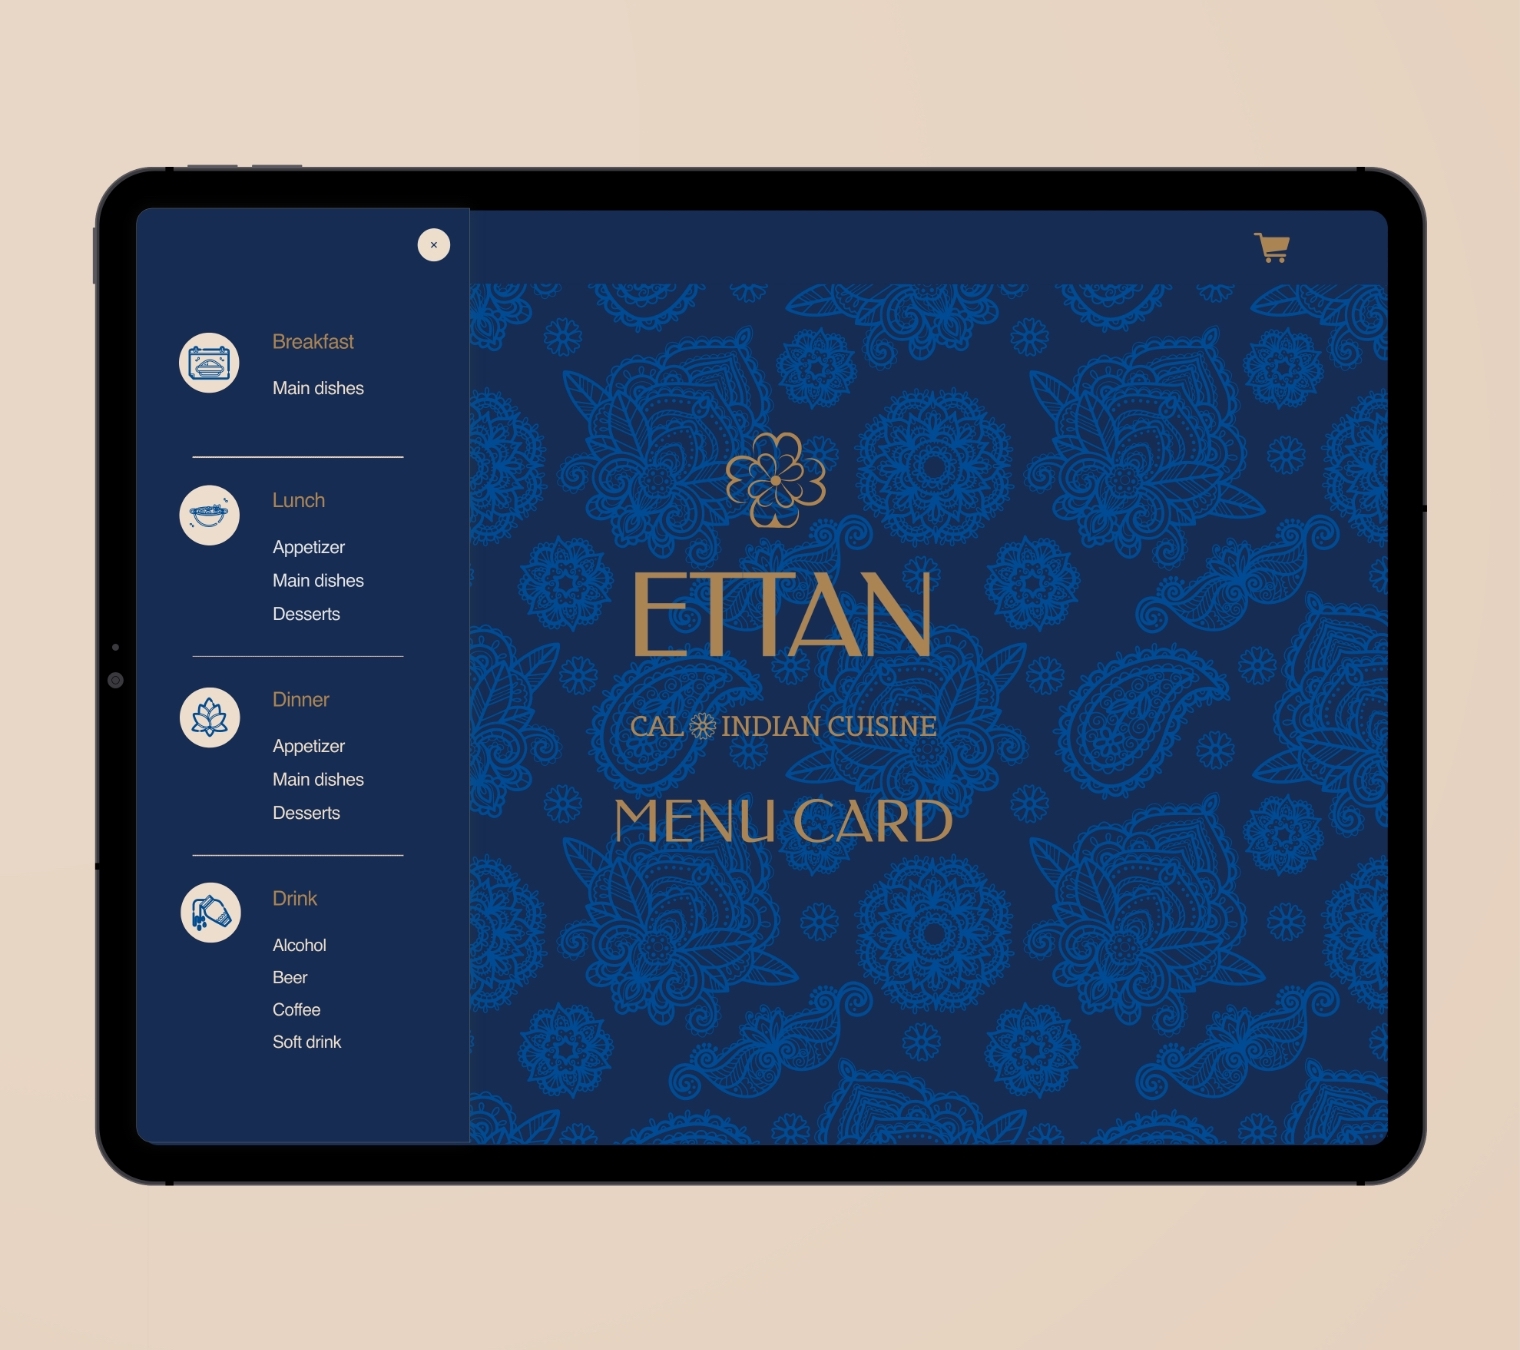 ×
Breakfast
Main dishes
Lunch
Appetizer
Main dishes
Desserts
Dinner
Appetizer
Main dishes
Desserts
Drink
Alcohol
Beer
Coffee
Soft drink
ETTAN
CAL INDIAN CUISINE
MENU CARD